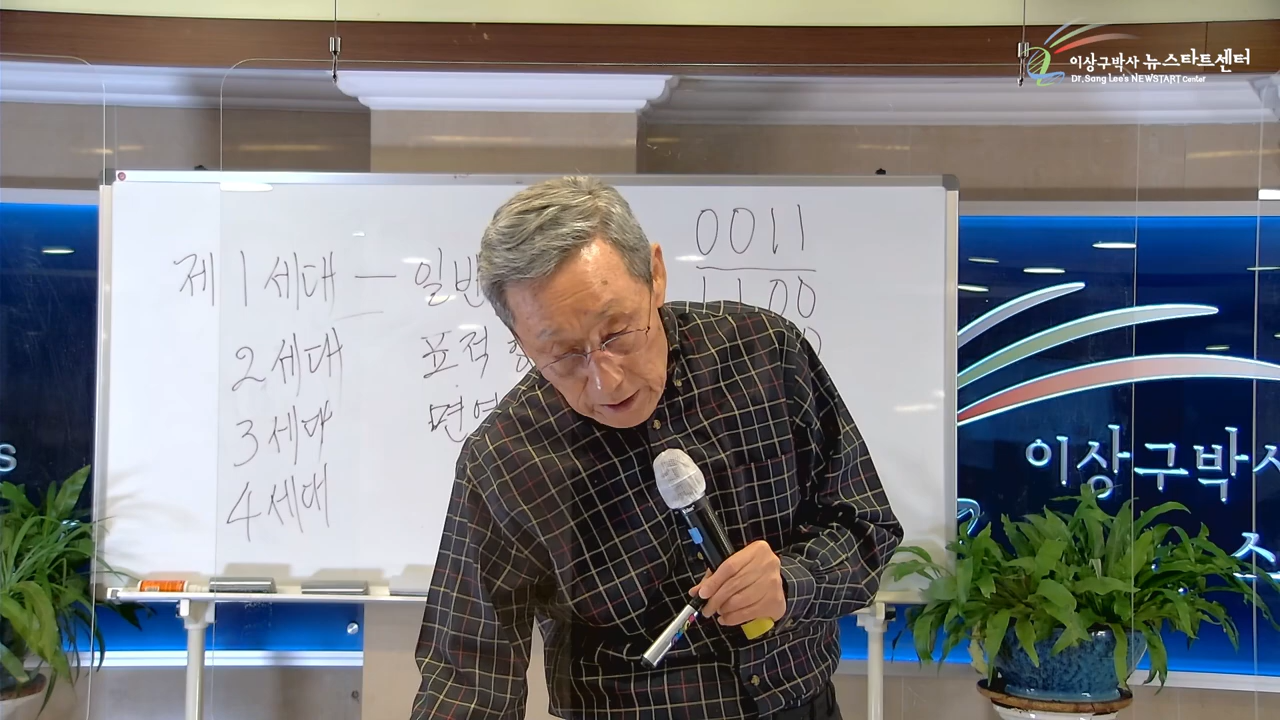 이상구박사 뉴스타트센터
Dr. Sang Lee's NEWSTART Center
제 1 세대 — 일반
0011
1100
2 세대 표적
3 세대 면역
4 세대
이상구박사
S